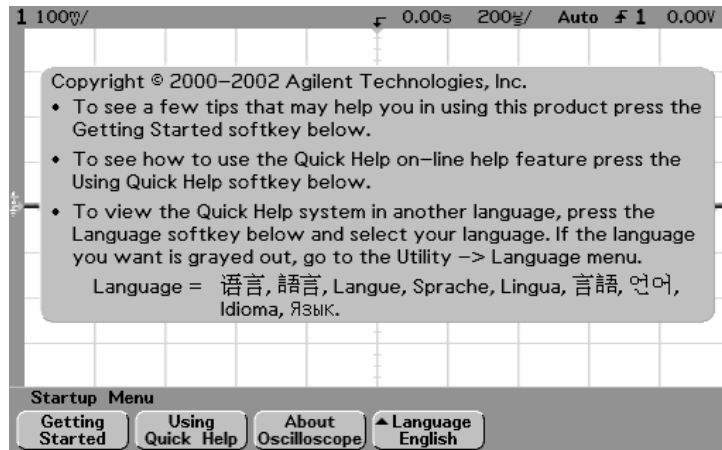 1 100mV/ 0.00s 200us/ Auto 1 0.00V
Copyright © 2000–2002 Agilent Technologies, Inc.
• To see a few tips that may help you in using this product press the
Getting Started softkey below.
• To see how to use the Quick Help on–line help feature press the
Using Quick Help softkey below.
• To view the Quick Help system in another language, press the
Language softkey below and select your language. If the language
you want is grayed out, go to the Utility –> Language menu.
Language = 语言, 語言, Langue, Sprache, Lingua, 言語, 언어,
Idioma, Язык.
Startup Menu
Getting Started
Using Quick Help
About Oscilloscope
Language English